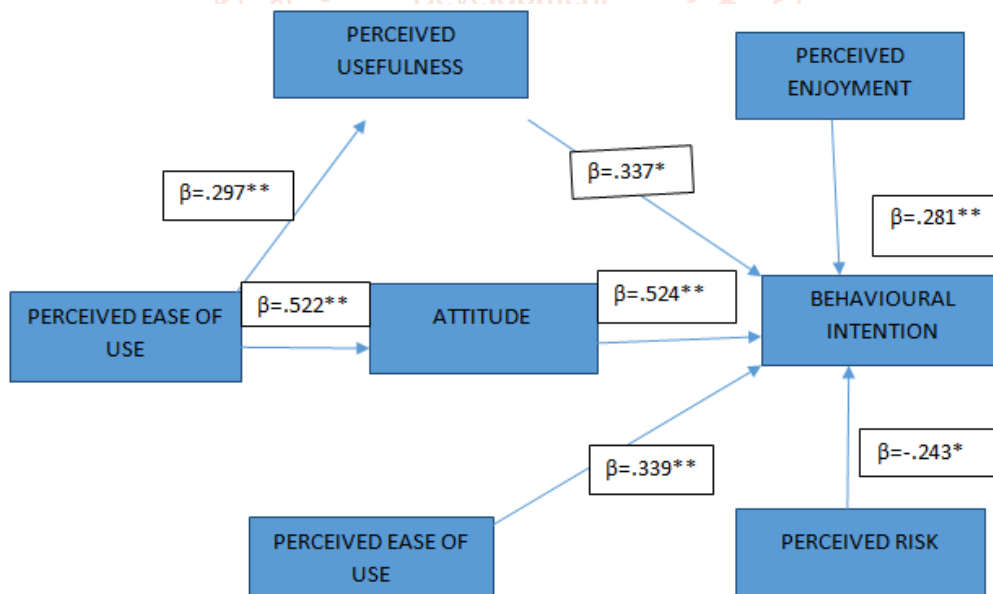 Development
PERCEIVED
USEFULNESS
PERCEIVED
ENJOYMENT
β=.297**
β=.337*
β=.281**
PERCEIVED EASE OF
USE
β=.522**
ATTITUDE
β=.524**
BEHAVIOURAL
INTENTION
β=.339**
β=-.243*
PERCEIVED EASE OF
USE
PERCEIVED RISK